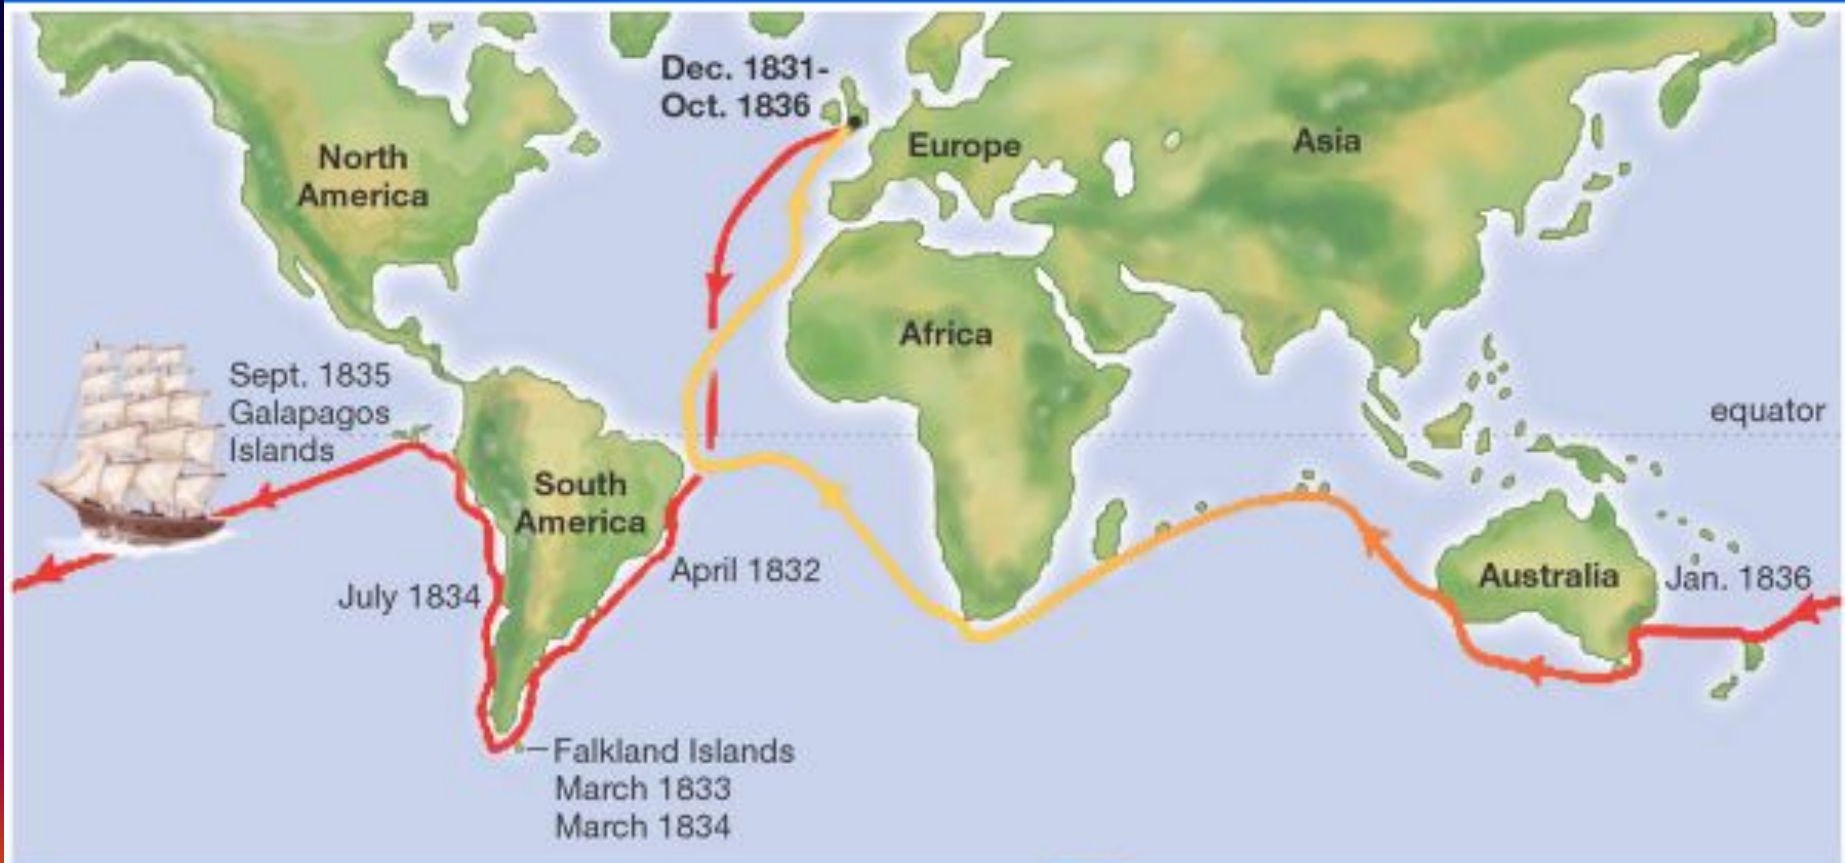 Dec. 1831-
Oct. 1836
North
America
Europe
Asia
Africa
Sept. 1835
Galapagos
Islands
equator
South
America
April 1832
July 1834
Australia
Jan. 1836
Falkland Islands
March 1833
March 1834